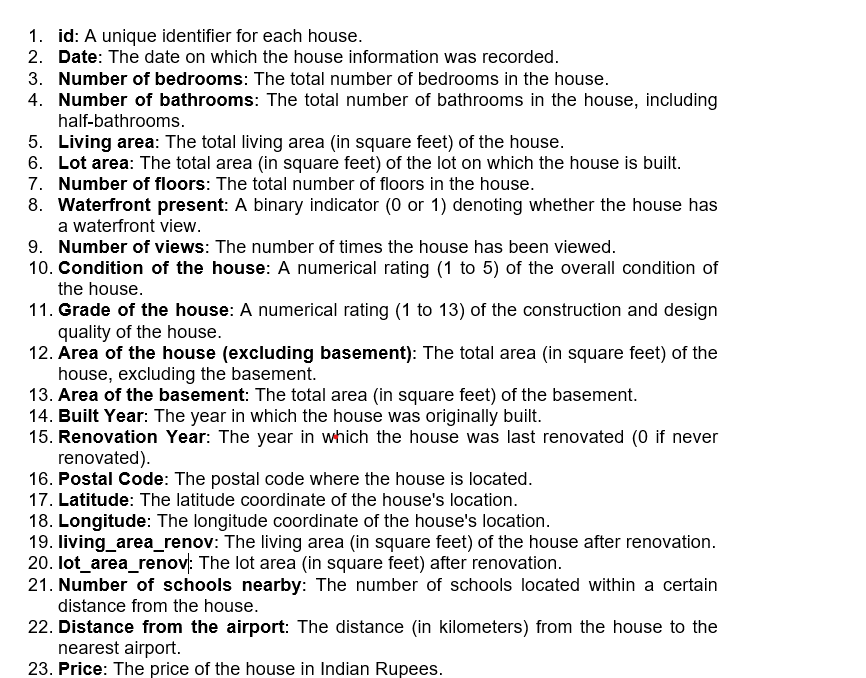 1. id: A unique identifier for each house.
2. Date: The date on which the house information was recorded.
3. Number of bedrooms: The total number of bedrooms in the house.
4. Number of bathrooms: The total number of bathrooms in the house, including
half-bathrooms.
5. Living area: The total living area (in square feet) of the house.
6. Lot area: The total area (in square feet) of the lot on which the house is built.
7. Number of floors: The total number of floors in the house.
8. Waterfront present: A binary indicator (0 or 1) denoting whether the house has
a waterfront view.
9. Number of views: The number of times the house has been viewed.
10. Condition of the house: A numerical rating (1 to 5) of the overall condition of
the house.
11. Grade of the house: A numerical rating (1 to 13) of the construction and design
quality of the house.
12. Area of the house (excluding basement): The total area (in square feet) of the
house, excluding the basement.
13. Area of the basement: The total area (in square feet) of the basement.
14. Built Year: The year in which the house was originally built.
15. Renovation Year: The year in which the house was last renovated (0 if never
renovated).
16. Postal Code: The postal code where the house is located.
17. Latitude: The latitude coordinate of the house's location.
18. Longitude: The longitude coordinate of the house's location.
19. living_area_renov: The living area (in square feet) of the house after renovation.
20. lot_area_renov: The lot area (in square feet) after renovation.
21. Number of schools nearby: The number of schools located within a certain
distance from the house.
22. Distance from the airport: The distance (in kilometers) from the house to the
nearest airport.
23. Price: The price of the house in Indian Rupees.